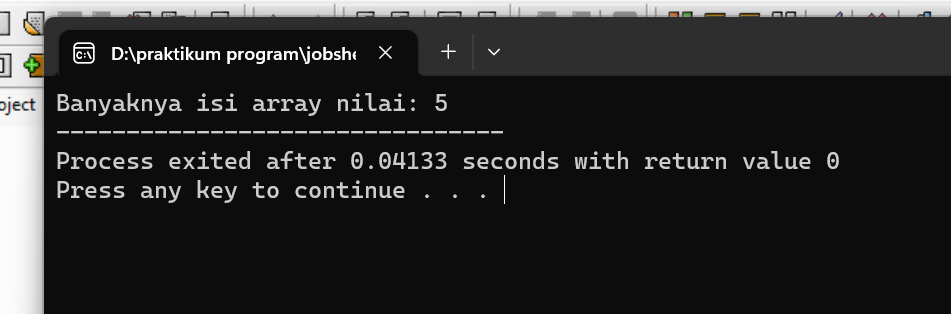 D:\praktikum program\jobshe
oject
Banyaknya isi array nilai: 5
--------------------------------
Process exited after 0.04133 seconds with return value 0
Press any key to continue . . .